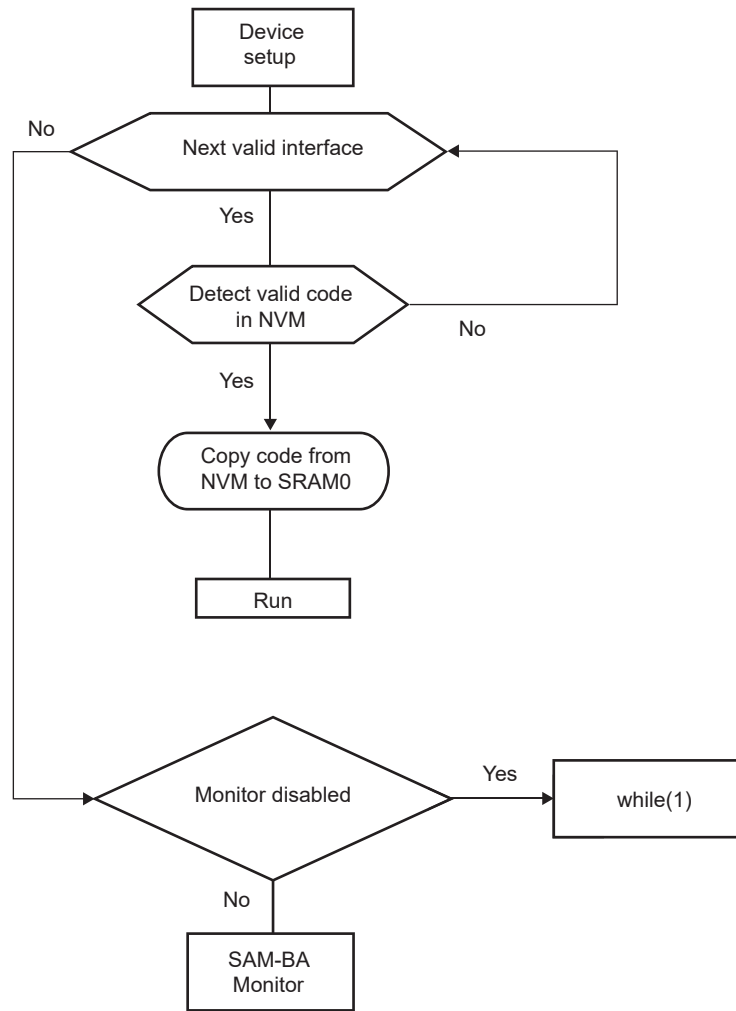 Device
setup
No
Next valid interface
Yes
Detect valid code
in NVM
No
Yes
Copy code from
NVM to SRAM0
Run
Yes
Monitor disabled
while(1)
No
SAM-BA
Monitor